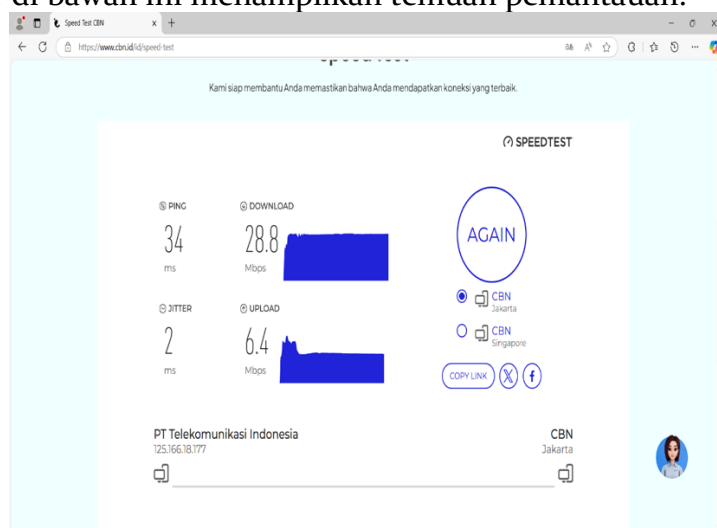 di bawah ini menampilkan temuan pemantauan.
Speed Test CBN
https://www.cbn.id/id/speed-test
Speed Test
Kami siap membantu Anda memastikan bahwa Anda mendapatkan koneksi yang terbaik.
SPEEDTEST
PING
34
ms
DOWNLOAD
28.8
Mbps
AGAIN
JITTER
2
ms
UPLOAD
6.4
Mbps
CBN
Jakarta
CBN
Singapore
COPY LINK
PT Telekomunikasi Indonesia
125.166.18.177
CBN
Jakarta